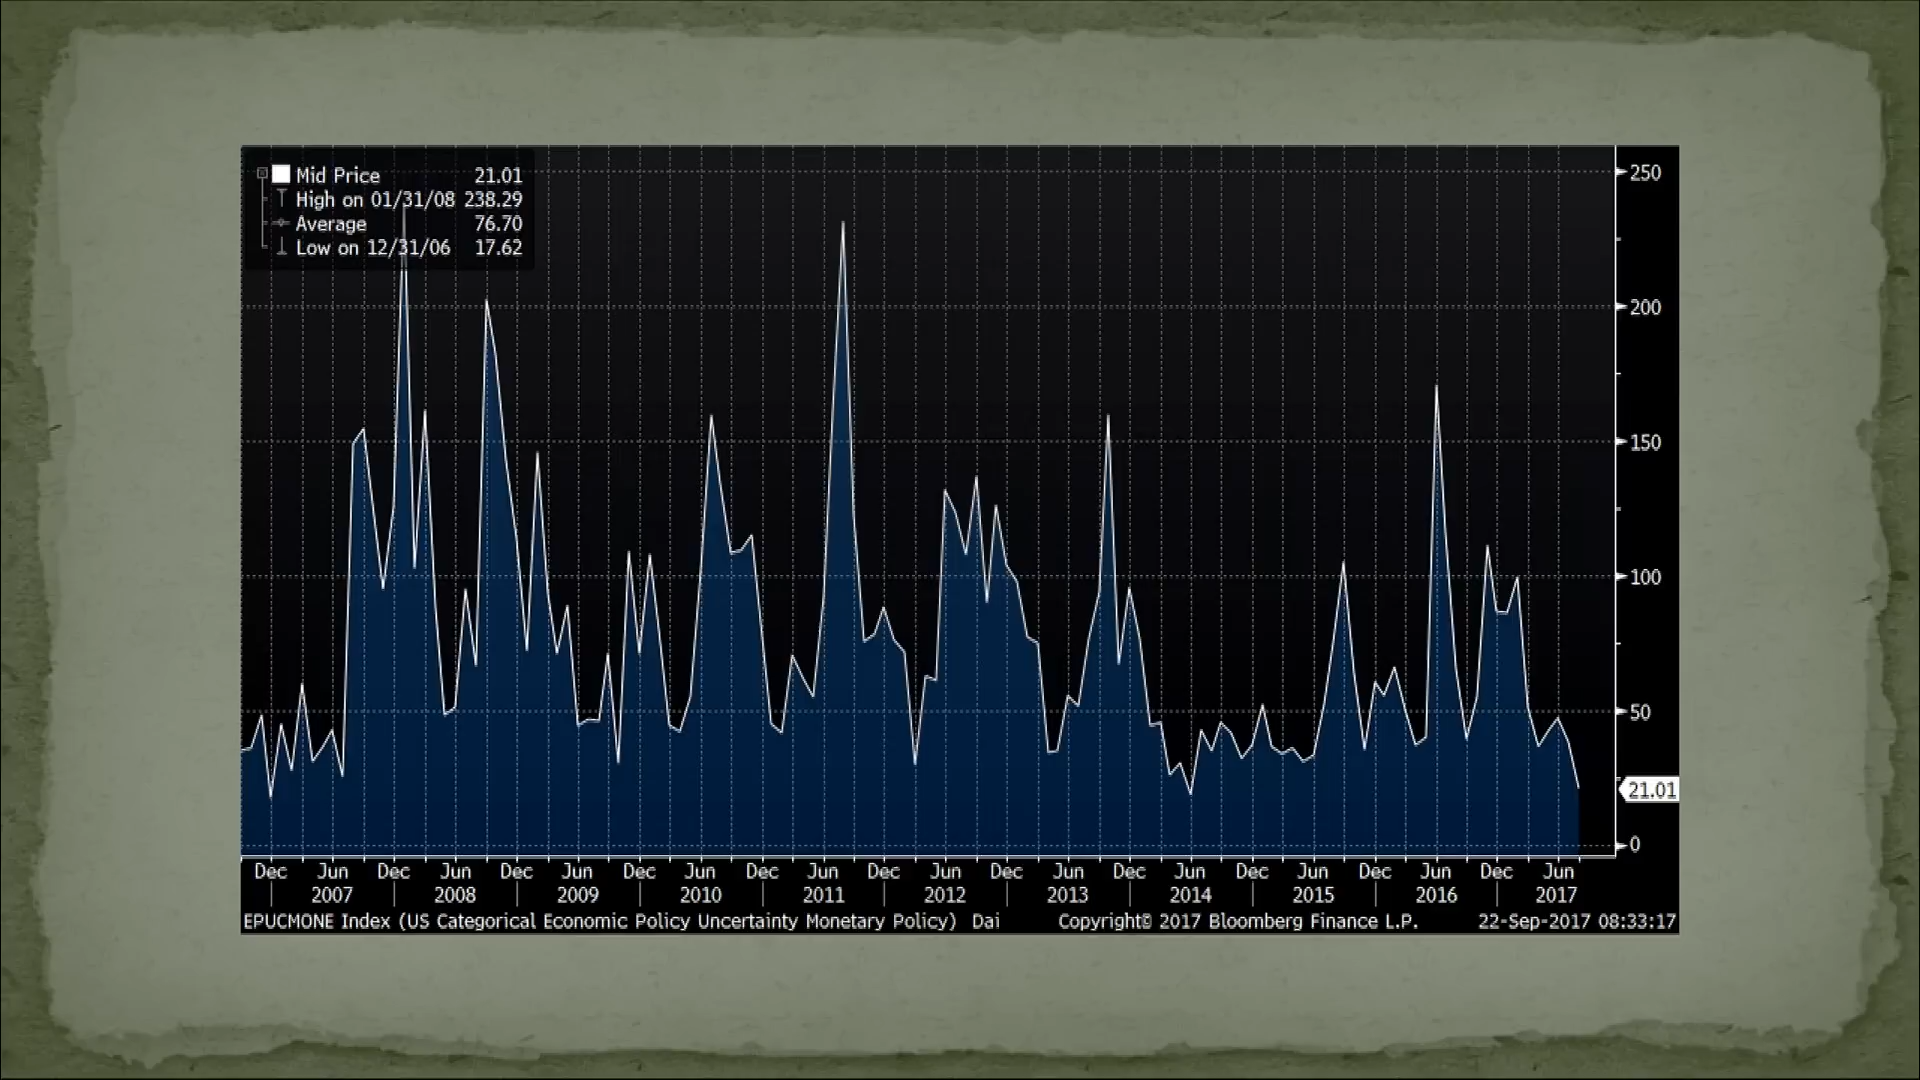 Mid Price 21.01
High on 01/31/08 238.29
Average 76.70
Low on 12/31/06 17.62
250
200
150
100
50
21.01
0
Dec Jun Dec Jun Dec Jun Dec Jun Dec Jun Dec Jun Dec Jun Dec Jun Dec Jun Dec Jun Dec Jun
2007 2008 2009 2010 2011 2012 2013 2014 2015 2016 2017
EPUCMONE Index (US Categorical Economic Policy Uncertainty Monetary Policy) Dai Copyright© 2017 Bloomberg Finance L.P. 22-Sep-2017 08:33:17